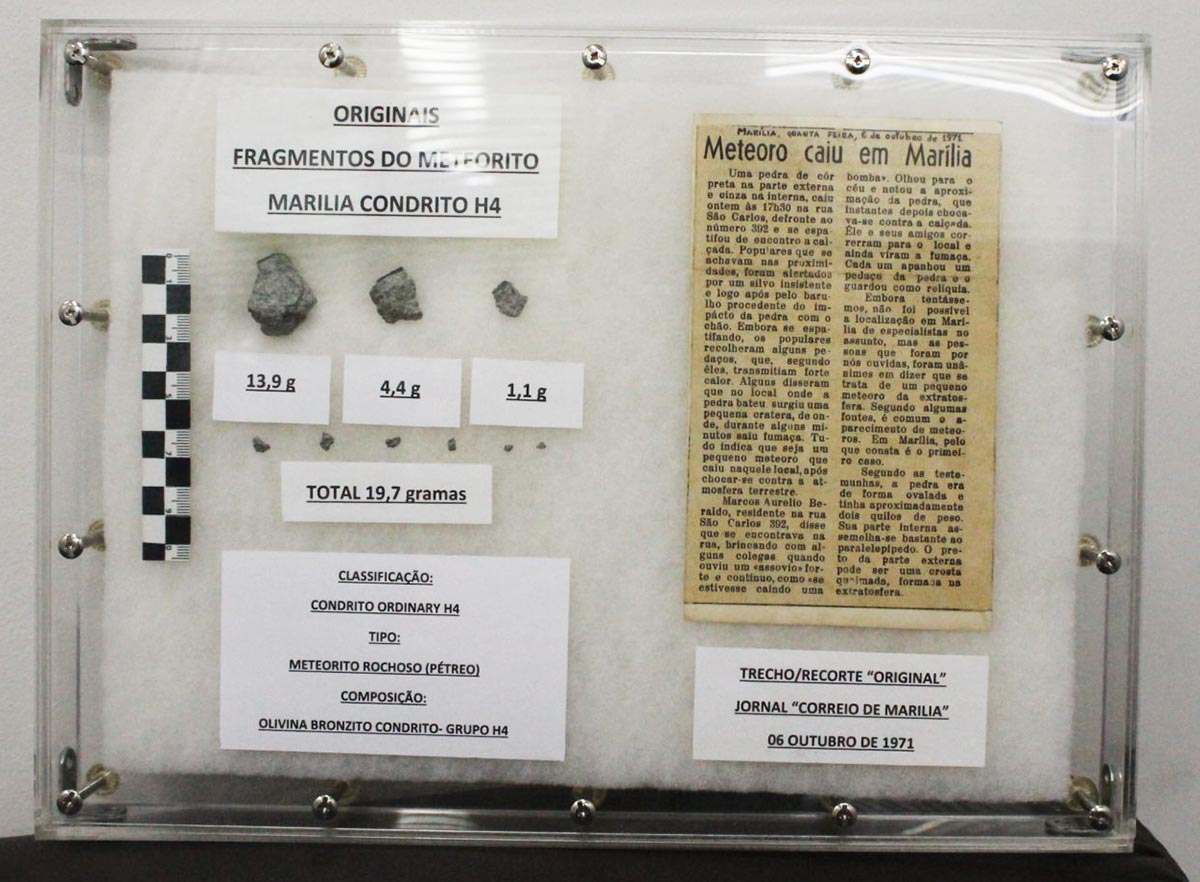 ORIGINAIS
FRAGMENTOS DO METEORITO
MARILIA CONDRITO H4
13,9 g
4,4 g
1,1 g
TOTAL 19,7 gramas
CLASSIFICAÇÃO:
CONDRITO ORDINARY H4
TIPO:
METEORITO ROCHOSO (PÉTREO)
COMPOSIÇÃO:
OLIVINA BRONZITO CONDRITO- GRUPO H4
MARÍLIA, QUARTA FEIRA, 6 de outubro de 1971
Meteoro caiu em Marília
Uma pedra de côr
preta na parte externa
e cinza na interna, caiu
ontem às 17h30 na rua
São Carlos, defronte ao
número 392 e se espa-
tifou de encontro a cal-
çada. Populares que se
achavam nas proximi-
dades, foram alertados
por um silvo insistente
e logo após pelo baru-
lho procedente do im-
pácto da pedra com o
chão. Embora se espa-
tifando, os populares
recolheram alguns pe-
daços, que, segundo
êles, transmitiam forte
calor. Alguns disseram
que no local onde a
pedra bateu surgiu uma
pequena cratera, de on-
de, durante alguns mi-
nutos saiu fumaça. Tu-
do indica que seja um
pequeno meteoro que
caiu naquele local, após
chocar-se contra a at-
mosfera terrestre.
Marcos Aurelio Be-
raldo, residente na rua
São Carlos 392, disse
que se encontrava na
rua, brincando com al-
guns colegas quando
ouviu um «assovio» for-
te e contínuo, como «se
estivesse caindo uma
bomba». Olhou para o
céu e notou a aproxi-
mação da pedra, que
instantes depois choca-
va-se contra a calçada.
Êle e seus amigos cor-
rerram para o local e
ainda viram a fumaça.
Cada um apanhou um
pedaço da pedra e o
guardou como relíquia.
Embora tentásse-
mos, não foi possivel
a localização em Marí-
lia de especialistas no
assunto, mas as pes-
soas que foram por
nós ouvidas, foram unâ-
nimes em dizer que se
trata de um pequeno
meteoro da extratos-
fera. Segundo algumas
fontes, é comum o a-
parecimento de meteo-
ros. Em Marília, pelo
que consta é o primei-
ro caso.
Segundo as teste-
munhas, a pedra era
de forma ovalada e
tinha aproximadamente
dois quilos de peso.
Sua parte interna as-
semelha-se bastante ao
paralelepípedo. O pre-
to da parte externa
pode ser uma crosta
queimada, formada na
extratosfera.
TRECHO/RECORTE "ORIGINAL"
JORNAL "CORREIO DE MARILIA"
06 OUTUBRO DE 1971